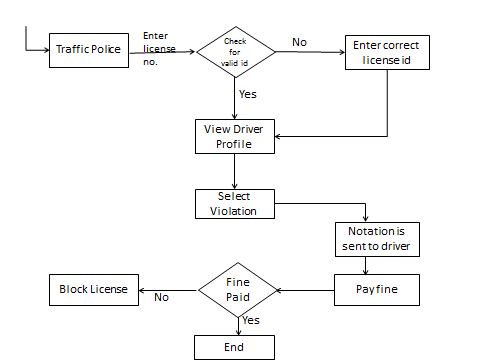 Traffic Police
Enter
license
no.
Check
for
valid id
No
Enter correct
license id
Yes
View Driver
Profile
Select
Violation
Notation is
sent to driver
Block License
No
Fine
Paid
Pay fine
Yes
End